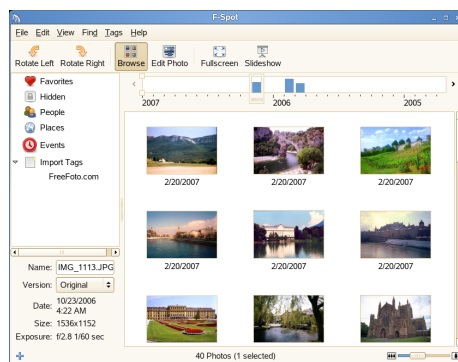 F-Spot
File Edit View Find Tags Help
Rotate Left Rotate Right Browse Edit Photo Fullscreen Slideshow
Favorites
Hidden
People
Places
Events
Import Tags
FreeFoto.com
2007 2006 2005
2/20/2007 2/20/2007 2/20/2007
2/20/2007 2/20/2007 2/20/2007
Name: IMG_1113.JPG
Version: Original
Date: 10/23/2006
4:22 AM
Size: 1536x1152
Exposure: f/2.8 1/60 sec
40 Photos (1 selected)